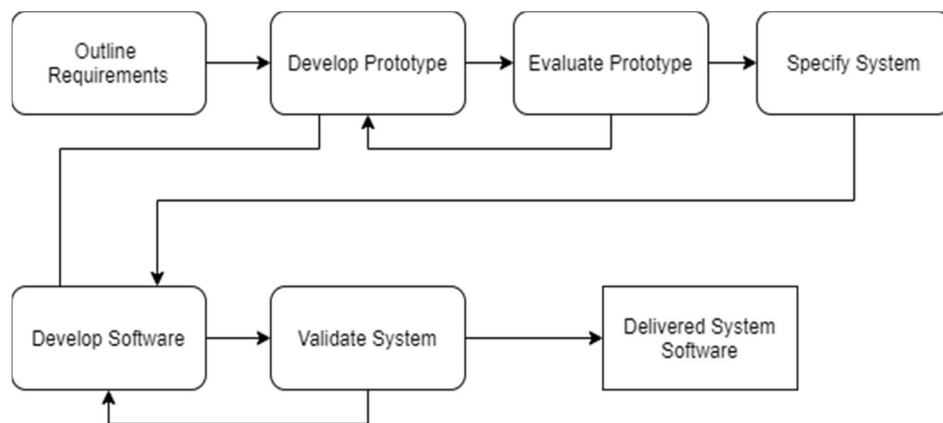 Outline
Requirements
Develop Prototype
Evaluate Prototype
Specify System
Develop Software
Validate System
Delivered System
Software